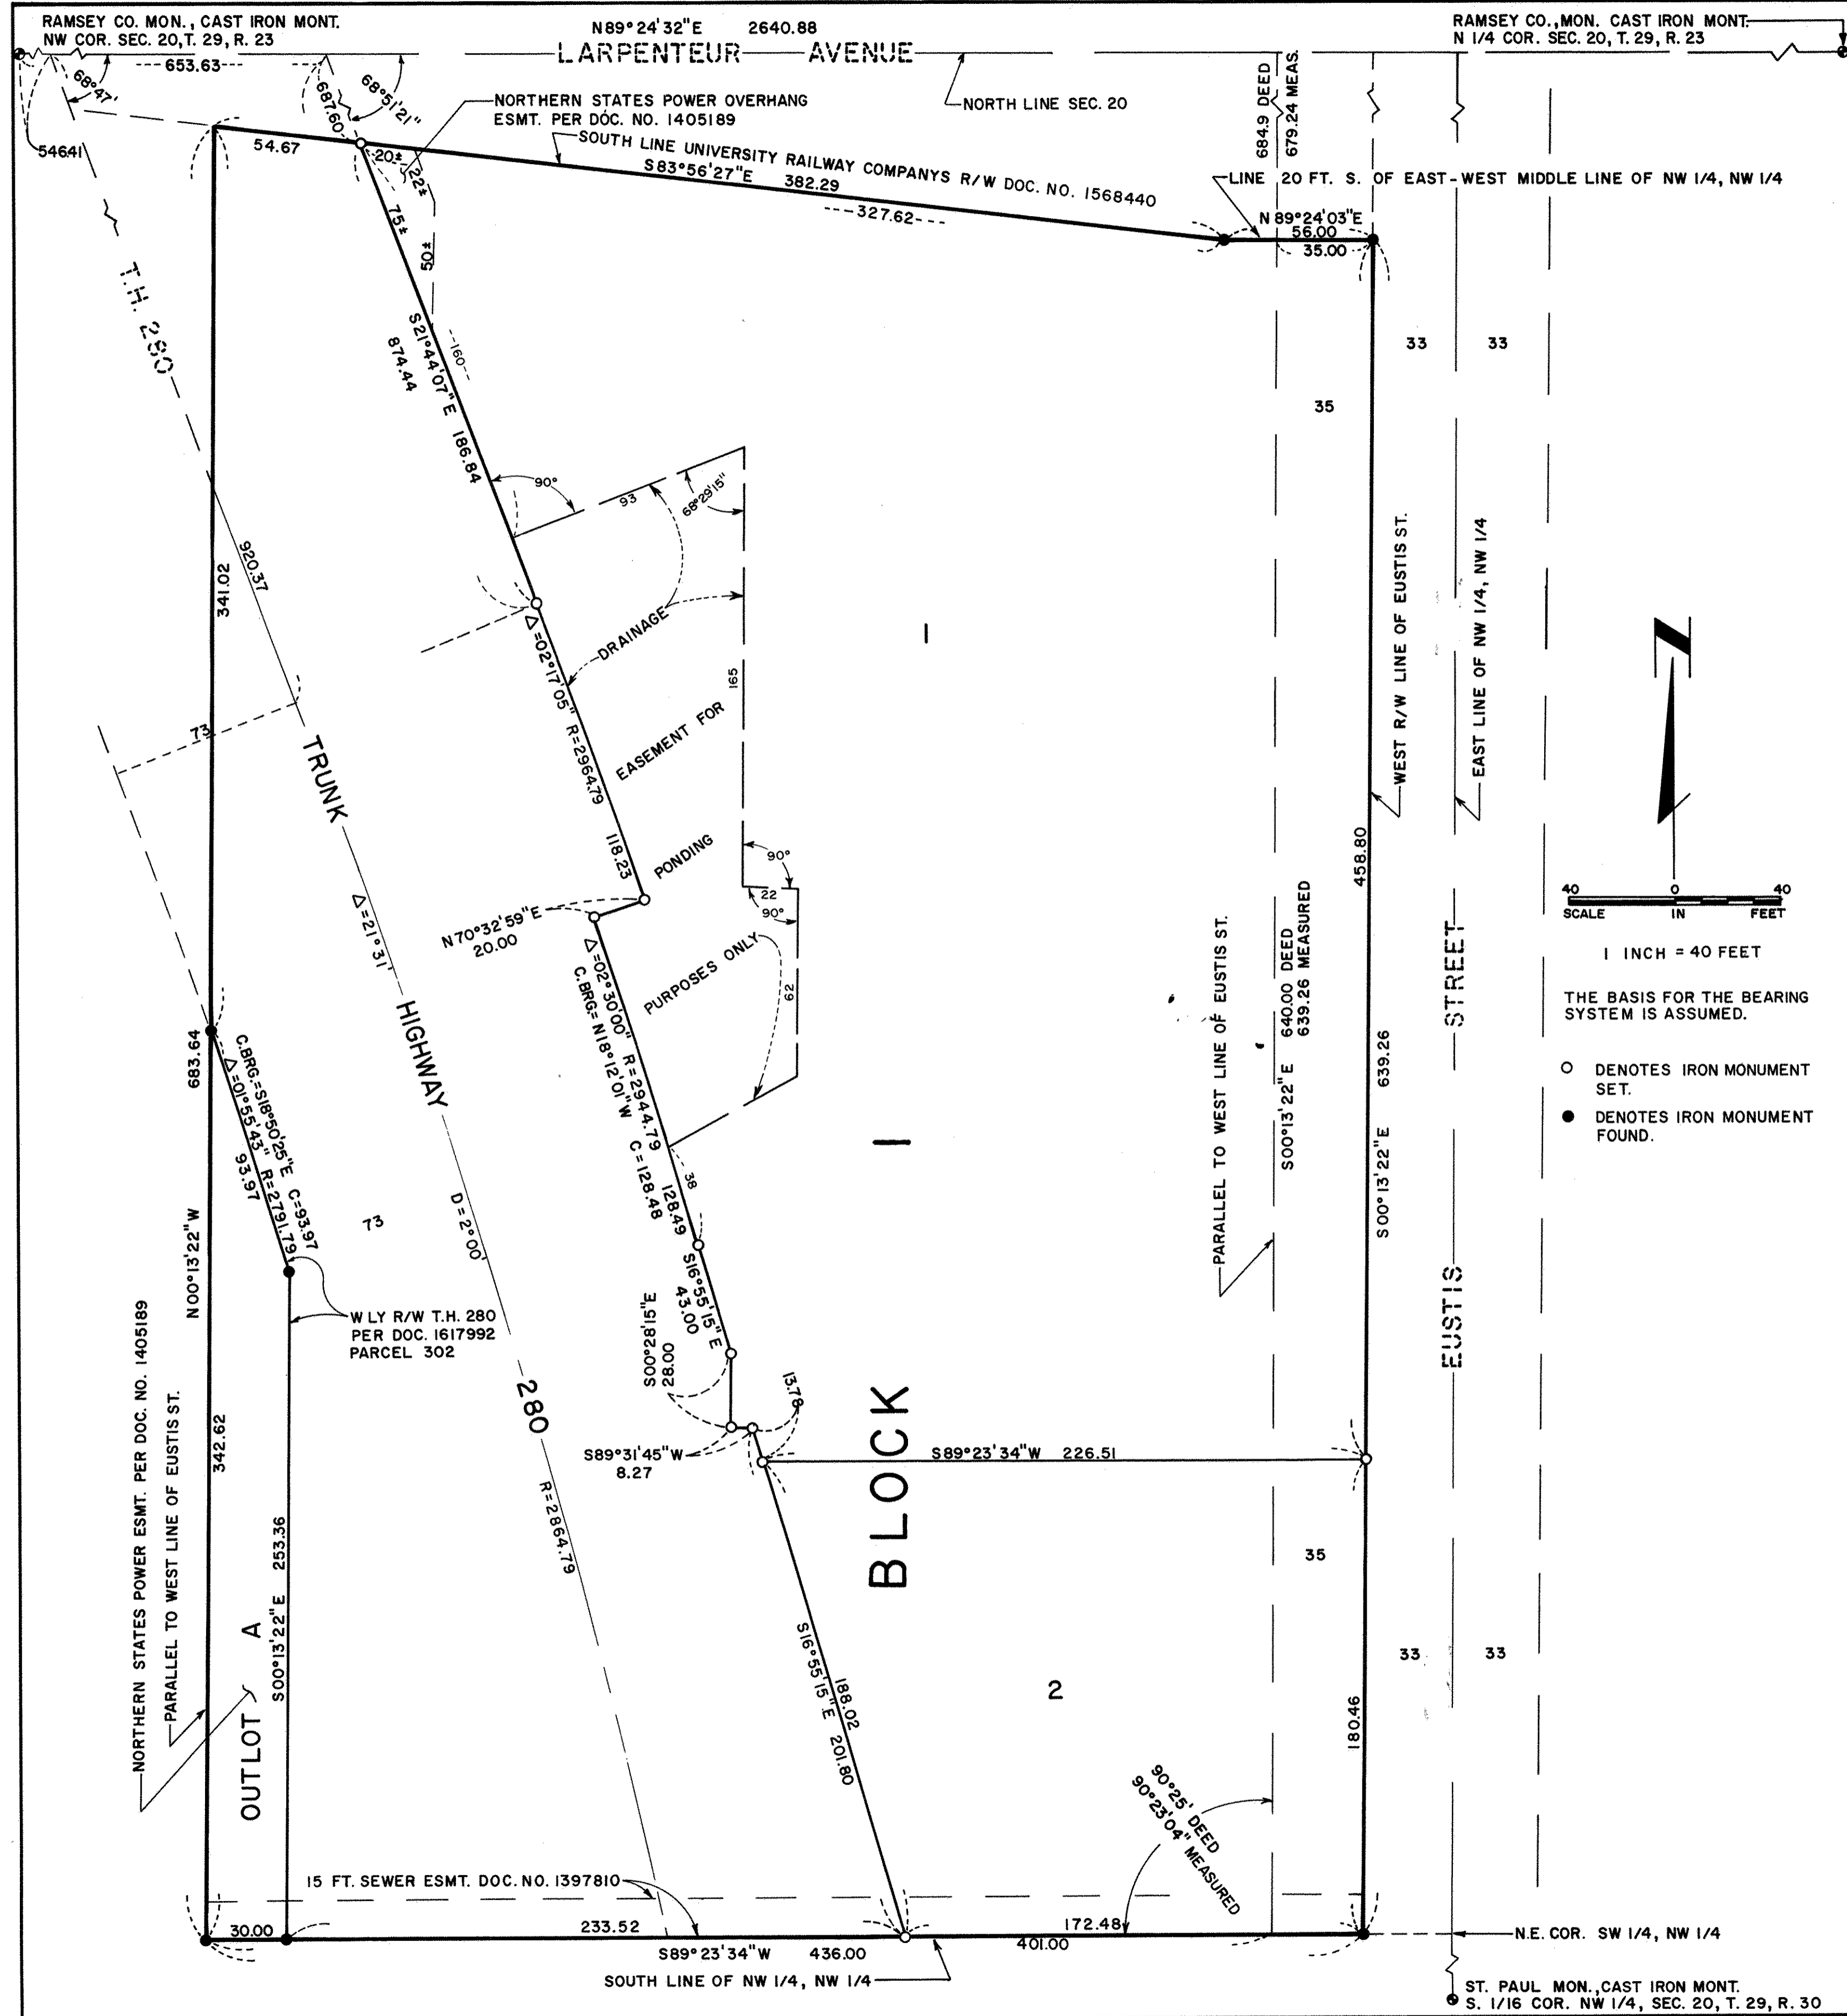 RAMSEY CO. MON., CAST IRON MONT.
NW COR. SEC. 20, T. 29, R. 23
N89°24'32"E 2640.88
LARPENTEUR AVENUE
RAMSEY CO., MON. CAST IRON MONT.
N 1/4 COR. SEC. 20, T. 29, R. 23
653.63
68°47'
687.60
68°51'21"
546.41
NORTHERN STATES POWER OVERHANG
ESMT. PER DOC. NO. 1405189
NORTH LINE SEC. 20
684.9 DEED
679.24 MEAS.
54.67
20±
22±
75±
50±
SOUTH LINE UNIVERSITY RAILWAY COMPANYS R/W DOC. NO. 1568440
S83°56'27"E 382.29
327.62
LINE 20 FT. S. OF EAST-WEST MIDDLE LINE OF NW 1/4, NW 1/4
N 89°24'03"E
56.00
35.00
T.H. 280
S21°44'07"E 186.84
874.44
160
33
33
35
90°
93
68°29'15"
920.37
341.02
DRAINAGE
EASEMENT FOR
PONDING
PURPOSES ONLY
165
1
Δ=02°17'05" R=2964.79
118.23
73
TRUNK
HIGHWAY
280
Δ=21°31'
D=2°00'
R=2864.79
N70°32'59"E
20.00
90°
22
90°
62
Δ=02°30'00" R=2944.79
C.BRG.=N18°12'01"W C=128.48
128.49
38
WEST R/W LINE OF EUSTIS ST.
EAST LINE OF NW 1/4, NW 1/4
458.80
N
40 0 40
SCALE IN FEET
1 INCH = 40 FEET
THE BASIS FOR THE BEARING
SYSTEM IS ASSUMED.
DENOTES IRON MONUMENT
SET.
DENOTES IRON MONUMENT
FOUND.
PARALLEL TO WEST LINE OF EUSTIS ST.
S00°13'22"E 640.00 DEED
639.26 MEASURED
S00°13'22"E 639.26
EUSTIS STREET
683.64
N00°13'22"W
C.BRG.=S18°50'25"E C=93.97
Δ=01°55'43" R=2791.79
93.97
73
W LY R/W T.H. 280
PER DOC. 1617992
PARCEL 302
S16°55'15"E
43.00
S00°28'15"E
28.00
13.78
S89°31'45"W
8.27
BLOCK 1
S89°23'34"W 226.51
NORTHERN STATES POWER ESMT. PER DOC. NO. 1405189
PARALLEL TO WEST LINE OF EUSTIS ST.
342.62
S00°13'22"E 253.36
OUTLOT A
35
33
33
188.02
S16°55'15"E 201.80
2
180.46
90°25' DEED
90°23'04" MEASURED
15 FT. SEWER ESMT. DOC. NO. 1397810
30.00
233.52
172.48
S89°23'34"W 436.00
401.00
SOUTH LINE OF NW 1/4, NW 1/4
N.E. COR. SW 1/4, NW 1/4
ST. PAUL MON., CAST IRON MONT.
S. 1/16 COR. NW 1/4, SEC. 20, T. 29, R. 30